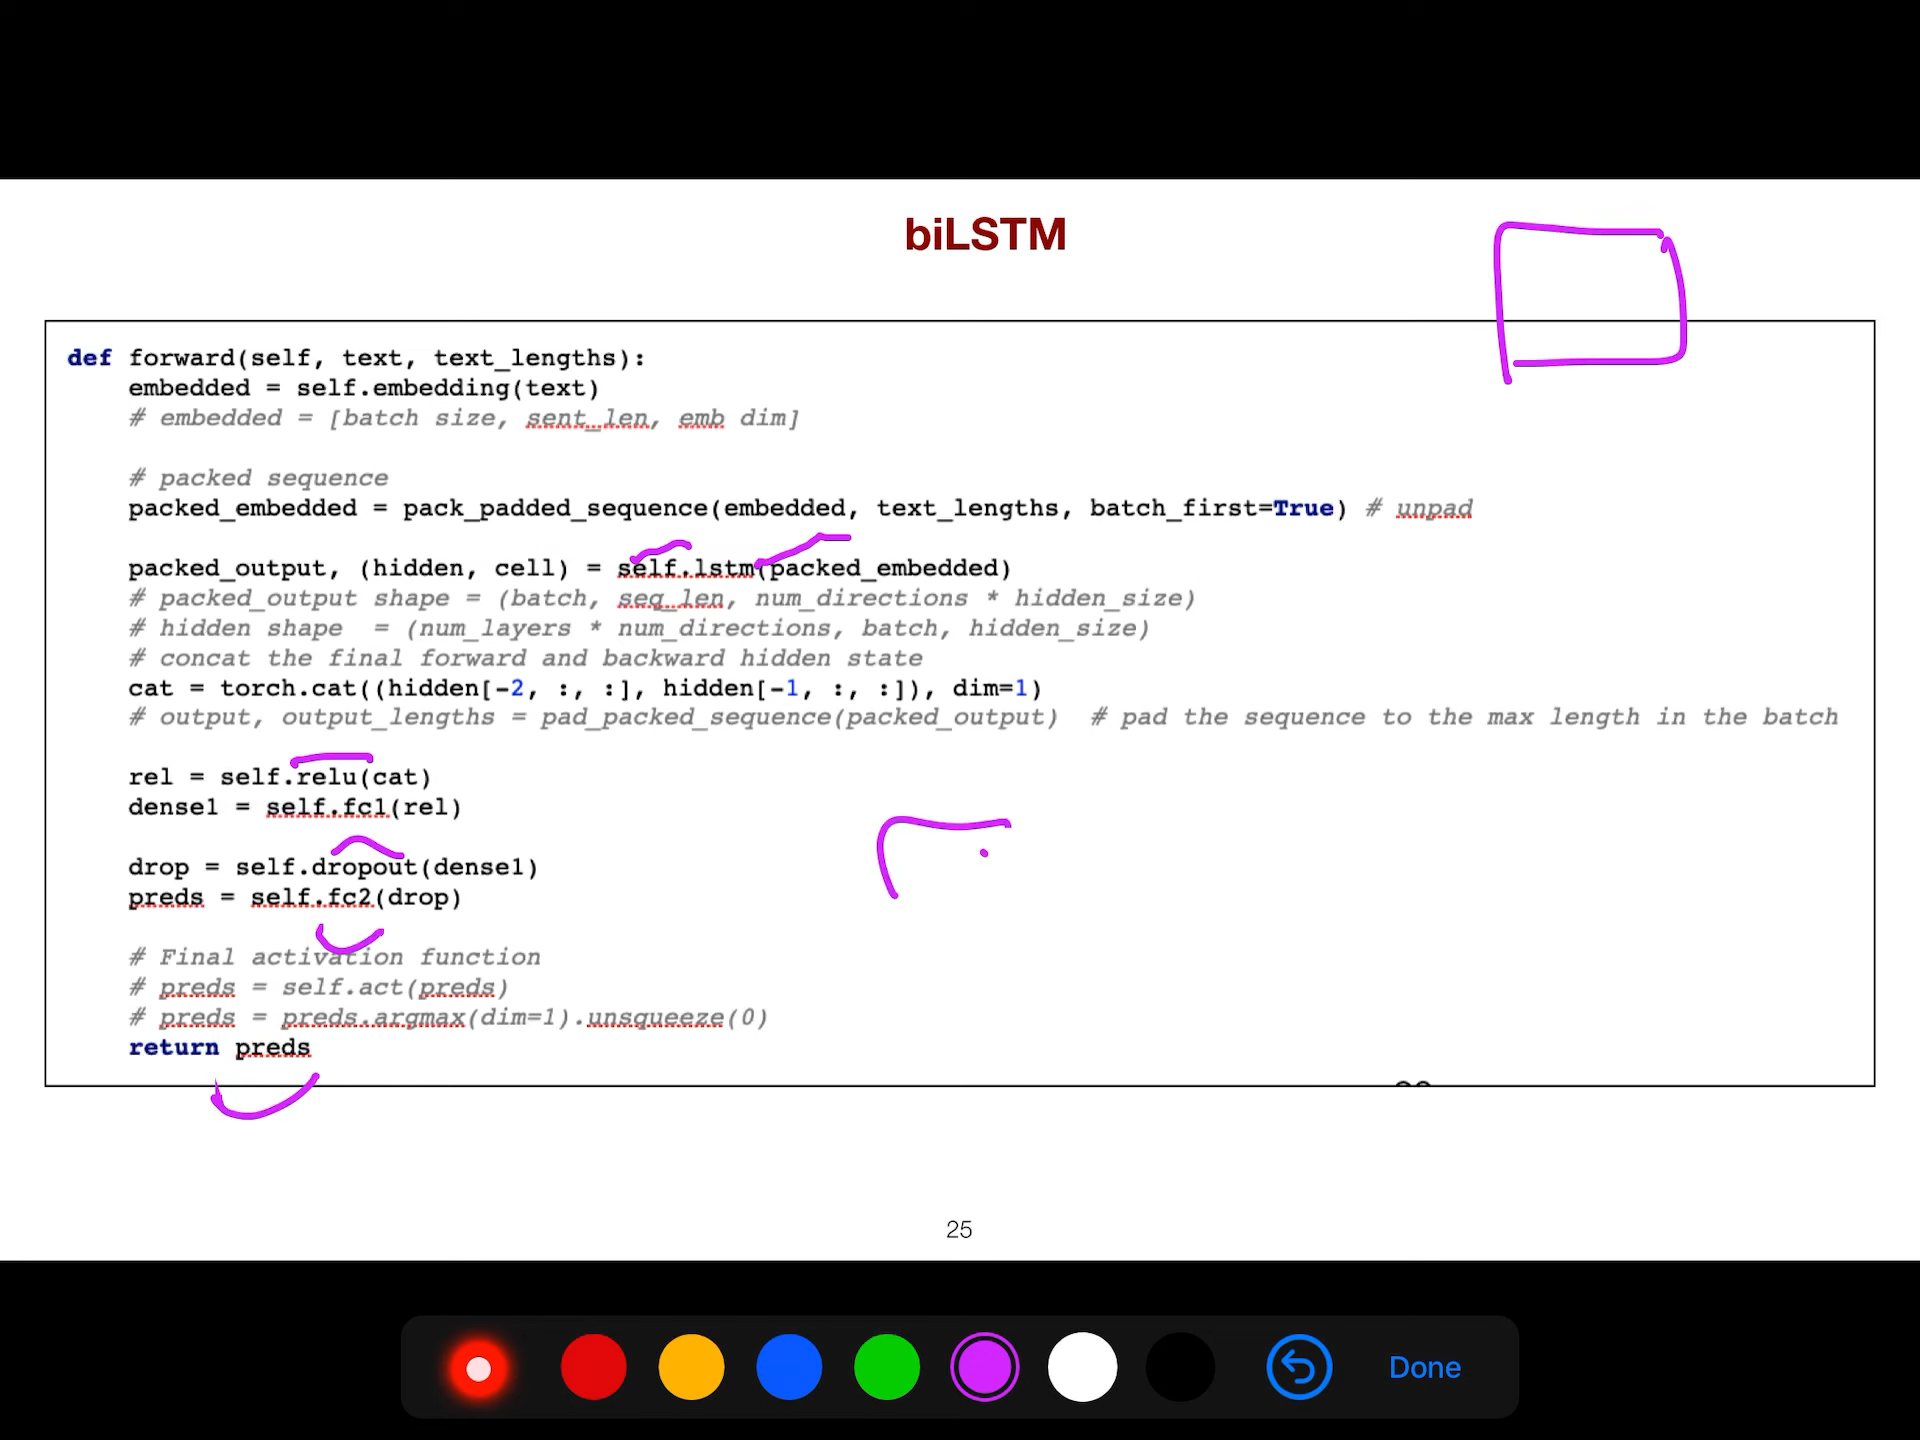 biLSTM
def forward(self, text, text_lengths):
embedded = self.embedding(text)
# embedded = [batch size, sent_len, emb dim]
# packed sequence
packed_embedded = pack_padded_sequence(embedded, text_lengths, batch_first=True) # unpad
packed_output, (hidden, cell) = self.lstm(packed_embedded)
# packed_output shape = (batch, seq_len, num_directions * hidden_size)
# hidden shape  = (num_layers * num_directions, batch, hidden_size)
# concat the final forward and backward hidden state
cat = torch.cat((hidden[-2, :, :], hidden[-1, :, :]), dim=1)
# output, output_lengths = pad_packed_sequence(packed_output)  # pad the sequence to the max length in the batch
rel = self.relu(cat)
dense1 = self.fc1(rel)
drop = self.dropout(dense1)
preds = self.fc2(drop)
# Final activation function
# preds = self.act(preds)
# preds = preds.argmax(dim=1).unsqueeze(0)
return preds
25
Done